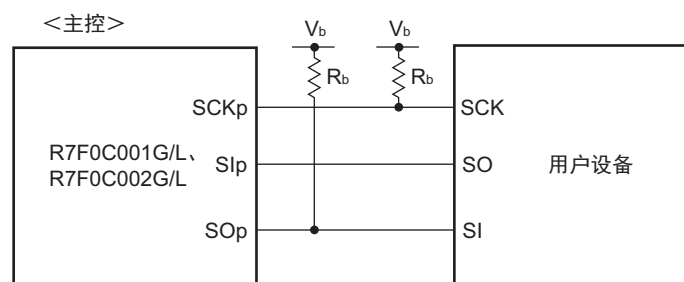 <主控>
Vb Vb
Rb Rb
SCKp SCK
R7F0C001G/L、 SIp SO 用户设备
R7F0C002G/L
SOp SI